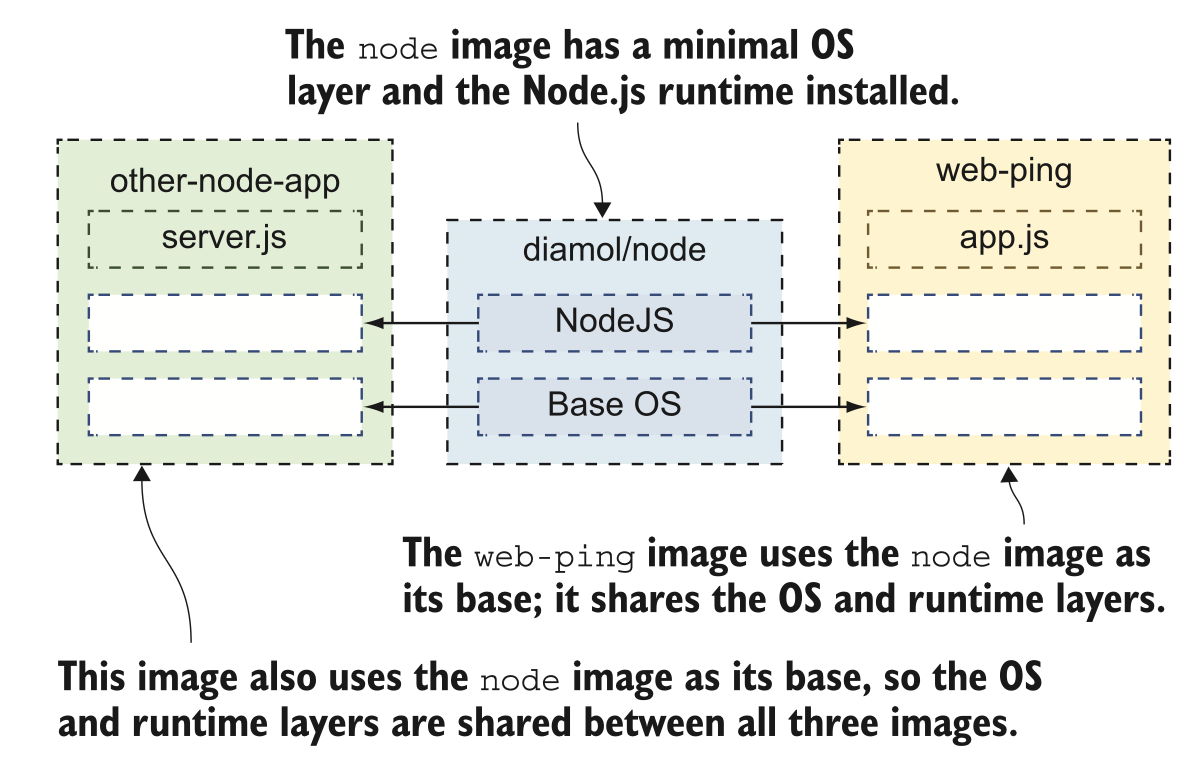 The node image has a minimal OS
layer and the Node.js runtime installed.
other-node-app
server.js
diamol/node
NodeJS
Base OS
web-ping
app.js
The web-ping image uses the node image as
its base; it shares the OS and runtime layers.
This image also uses the node image as its base, so the OS
and runtime layers are shared between all three images.